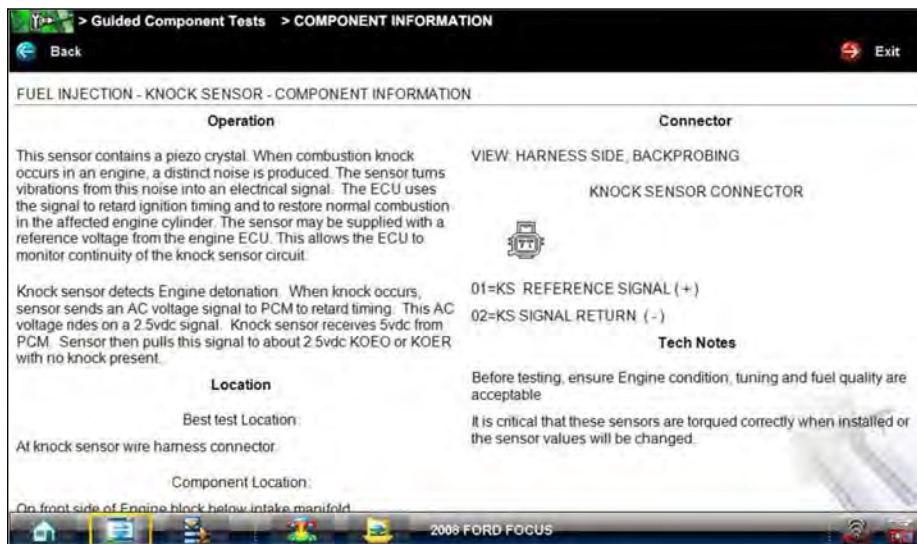 > Guided Component Tests > COMPONENT INFORMATION
Back
Exit
FUEL INJECTION - KNOCK SENSOR - COMPONENT INFORMATION
Operation
This sensor contains a piezo crystal. When combustion knock
occurs in an engine, a distinct noise is produced. The sensor turns
vibrations from this noise into an electrical signal. The ECU uses
the signal to retard ignition timing and to restore normal combustion
in the affected engine cylinder. The sensor may be supplied with a
reference voltage from the engine ECU. This allows the ECU to
monitor continuity of the knock sensor circuit.
Knock sensor detects Engine detonation. When knock occurs,
sensor sends an AC voltage signal to PCM to retard timing. This AC
voltage rides on a 2.5vdc signal. Knock sensor receives 5vdc from
PCM. Sensor then pulls this signal to about 2.5vdc KOEO or KOER
with no knock present.
Location
Best test Location:
At knock sensor wire harness connector.
Component Location:
On front side of Engine block below intake manifold
Connector
VIEW: HARNESS SIDE, BACKPROBING
KNOCK SENSOR CONNECTOR
01=KS REFERENCE SIGNAL (+)
02=KS SIGNAL RETURN (-)
Tech Notes
Before testing, ensure Engine condition, tuning and fuel quality are
acceptable
It is critical that these sensors are torqued correctly when installed or
the sensor values will be changed.
2008 FORD FOCUS